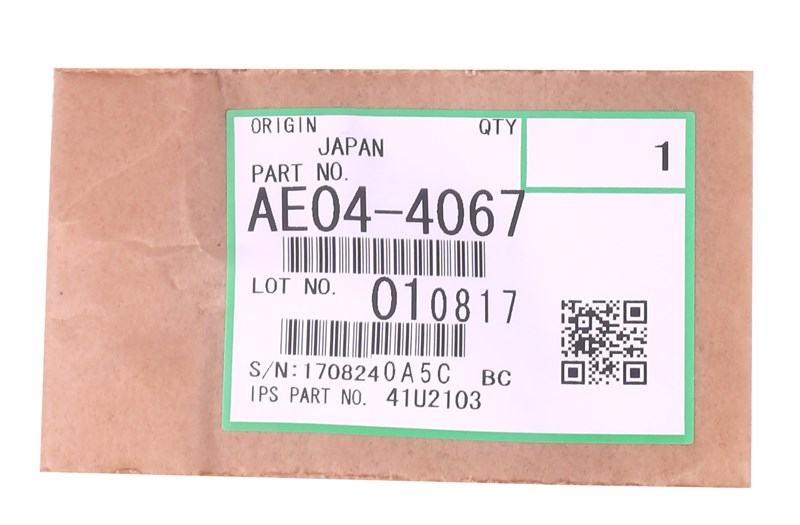 ORIGIN QTY
JAPAN 1
PART NO.
AE04-4067
LOT NO. 010817
S/N:1708240A5C BC
IPS PART NO. 41U2103